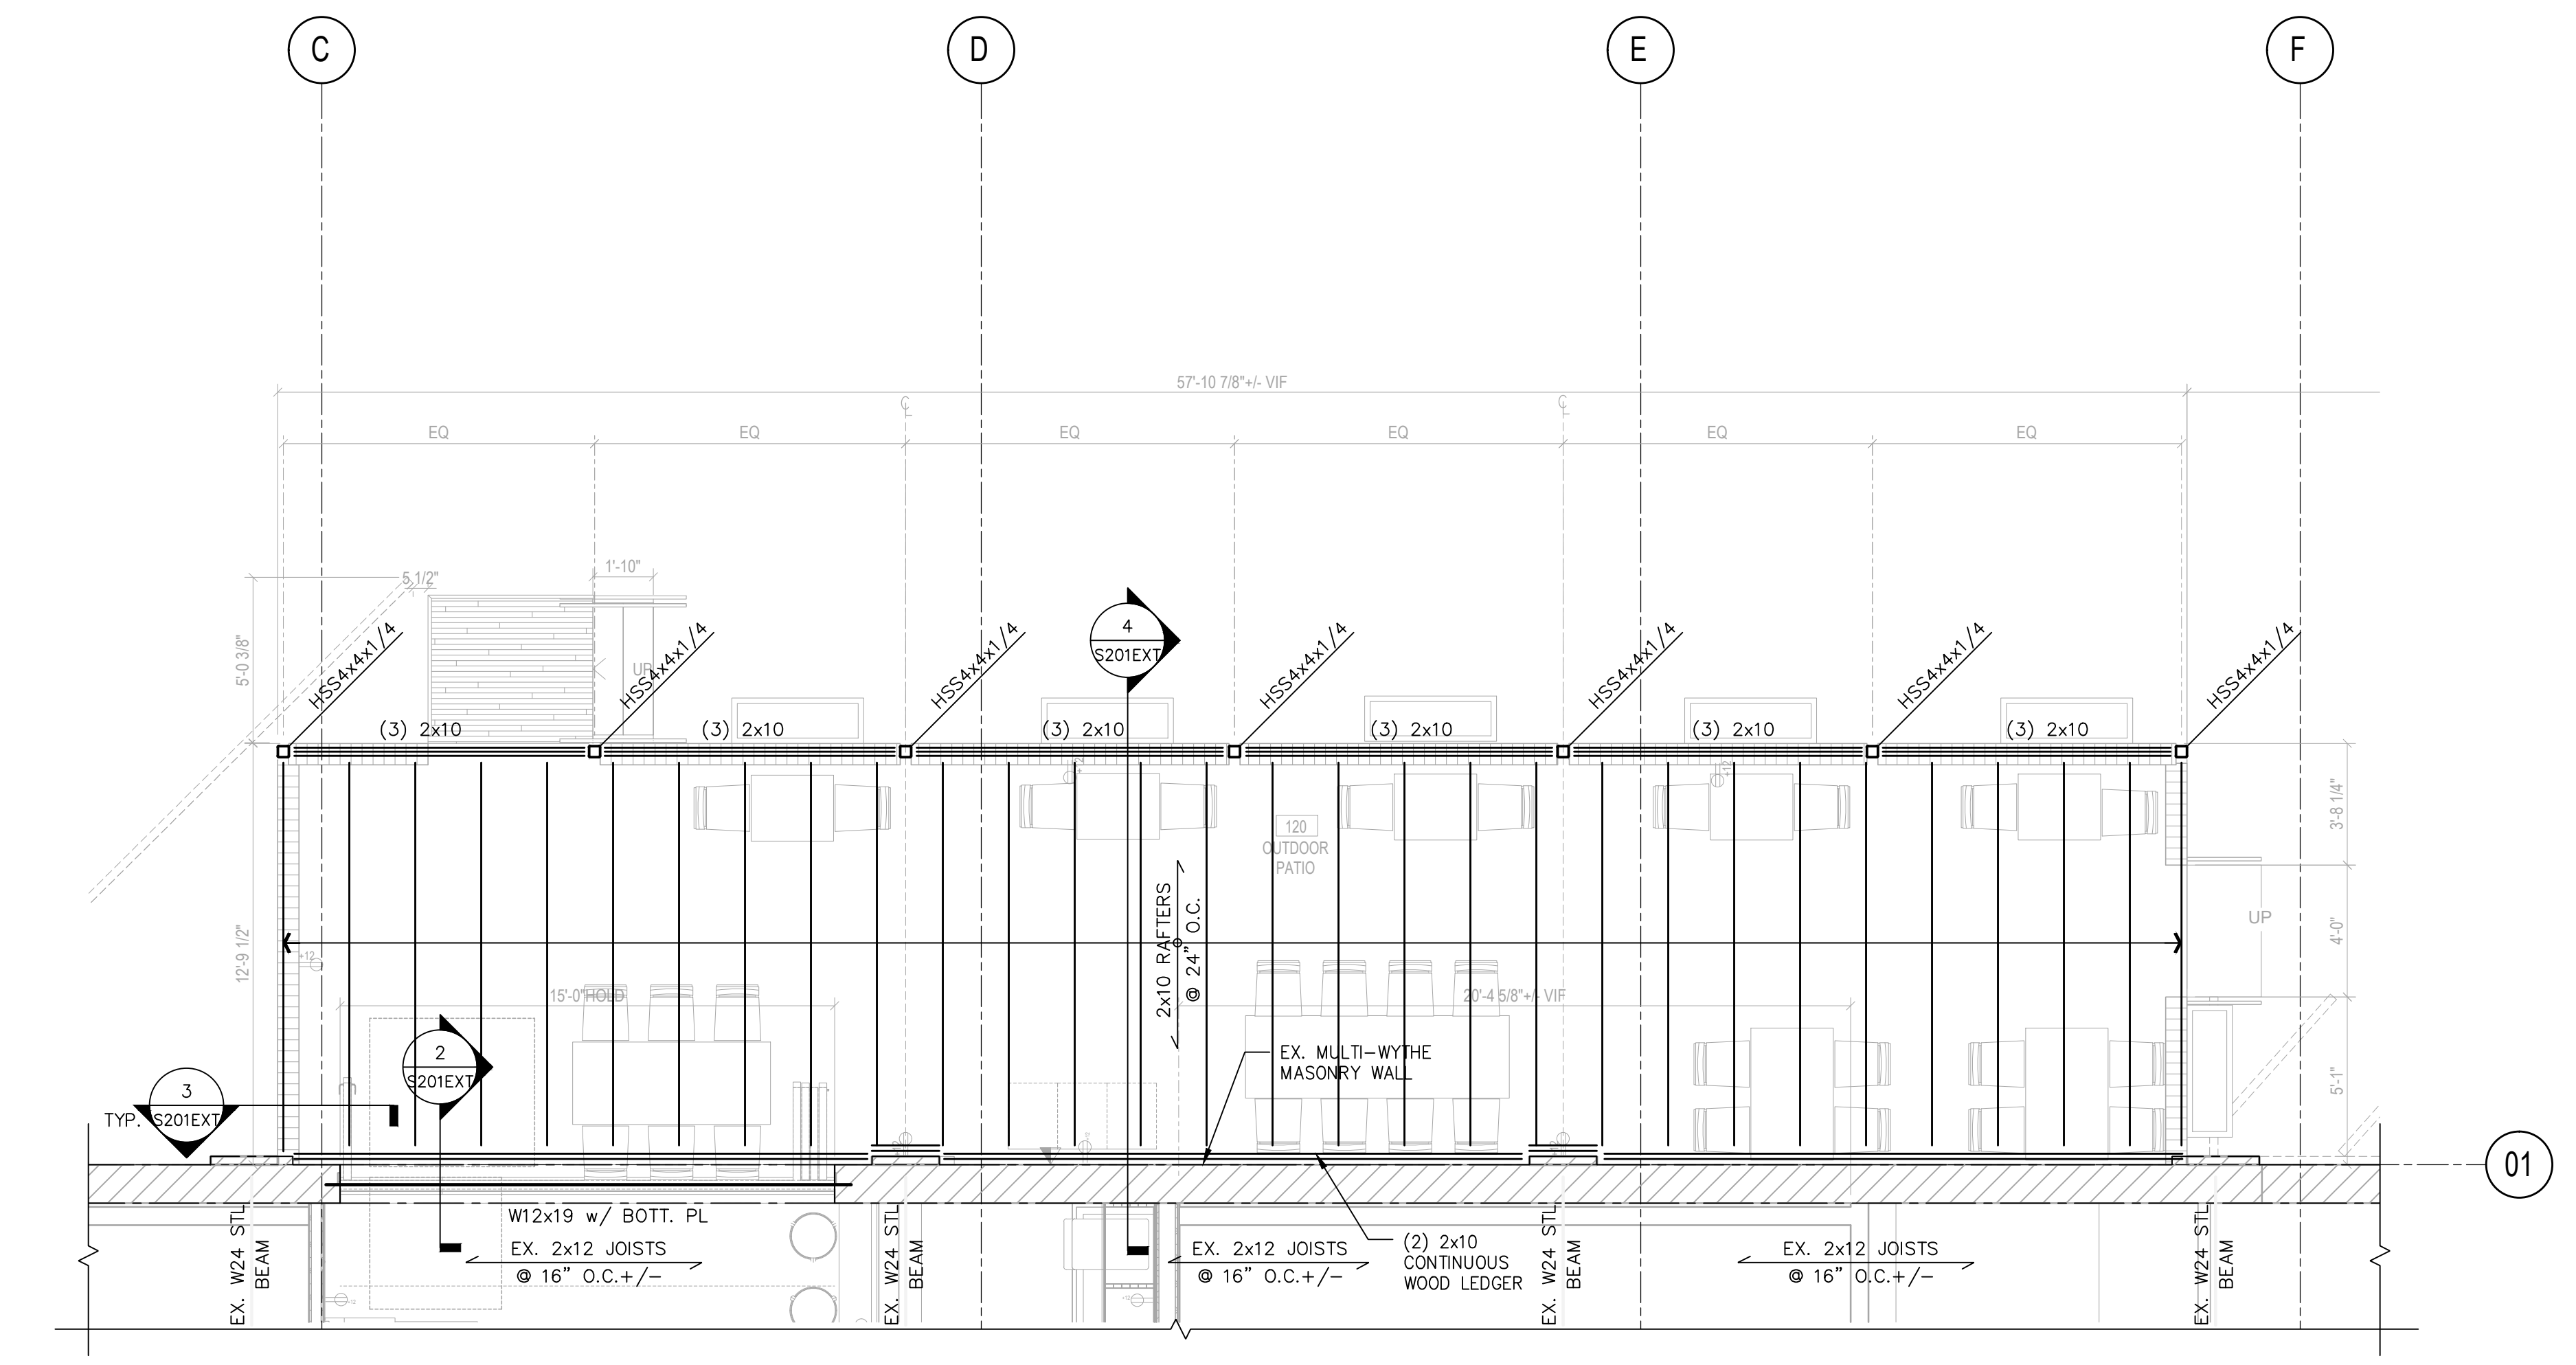 C
D
E
F
57'-10 7/8"+/- VIF
℄
℄
EQ
EQ
EQ
EQ
EQ
EQ
5 1/2"
1'-10"
5'-0 3/8"
UP
4
S201EXT
HSS4x4x1/4
HSS4x4x1/4
HSS4x4x1/4
HSS4x4x1/4
HSS4x4x1/4
HSS4x4x1/4
HSS4x4x1/4
(3) 2x10
(3) 2x10
(3) 2x10
(3) 2x10
(3) 2x10
(3) 2x10
+12
+12
3'-8 1/4"
120
OUTDOOR
PATIO
2x10 RAFTERS
@ 24" O.C.
UP
4'-0"
12'-9 1/2"
+12
15'-0"HOLD
20'-4 5/8"+/- VIF
2
S201EXT
EX. MULTI-WYTHE
MASONRY WALL
5'-1"
3
TYP.
S201EXT
01
W12x19 w/ BOTT. PL
EX. 2x12 JOISTS
@ 16" O.C.+/-
EX. 2x12 JOISTS
@ 16" O.C.+/-
(2) 2x10
CONTINUOUS
WOOD LEDGER
EX. 2x12 JOISTS
@ 16" O.C.+/-
EX. W24 STL
BEAM
EX. W24 STL
BEAM
EX. W24 STL
BEAM
EX. W24 STL
BEAM
+12
+12